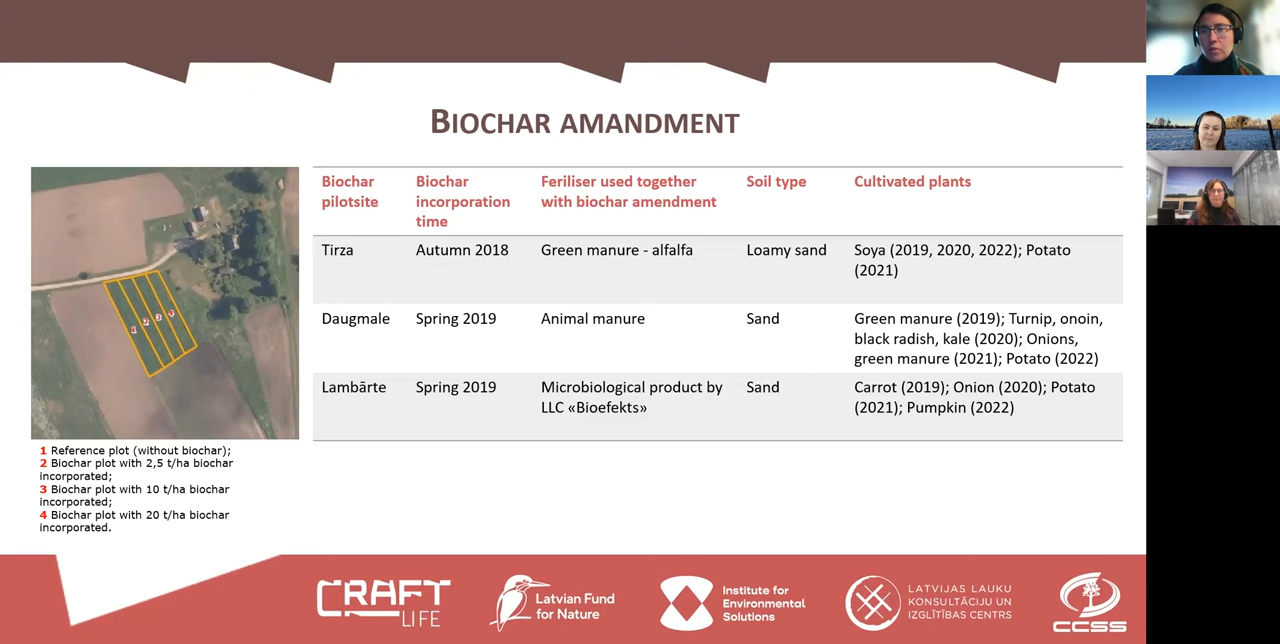 BIOCHAR AMANDMENT
Biochar pilotsite
Biochar incorporation time
Feriliser used together with biochar amendment
Soil type
Cultivated plants
Tirza
Autumn 2018
Green manure - alfalfa
Loamy sand
Soya (2019, 2020, 2022); Potato
(2021)
Daugmale
Spring 2019
Animal manure
Sand
Green manure (2019); Turnip, onoin,
black radish, kale (2020); Onions,
green manure (2021); Potato (2022)
Lambārte
Spring 2019
Microbiological product by
LLC «Bioefekts»
Sand
Carrot (2019); Onion (2020); Potato
(2021); Pumpkin (2022)
1
2
3
4
1 Reference plot (without biochar);
2 Biochar plot with 2,5 t/ha biochar
incorporated;
3 Biochar plot with 10 t/ha biochar
incorporated;
4 Biochar plot with 20 t/ha biochar
incorporated.
CRAFT
LIFE
Latvian Fund
for Nature
Institute for
Environmental
Solutions
LATVIJAS LAUKU
KONSULTĀCIJU UN
IZGLĪTĪBAS CENTRS
CCSS